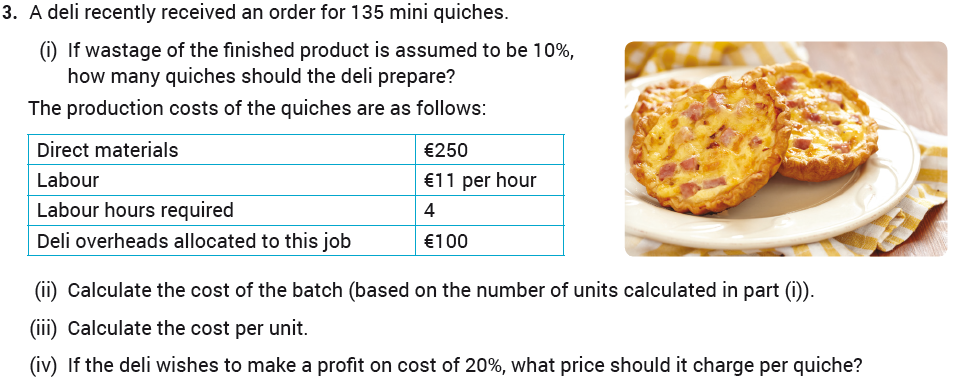 3. A deli recently received an order for 135 mini quiches.
(i) If wastage of the finished product is assumed to be 10%,
how many quiches should the deli prepare?
The production costs of the quiches are as follows:
Direct materials €250
Labour €11 per hour
Labour hours required 4
Deli overheads allocated to this job €100
(ii) Calculate the cost of the batch (based on the number of units calculated in part (i)).
(iii) Calculate the cost per unit.
(iv) If the deli wishes to make a profit on cost of 20%, what price should it charge per quiche?